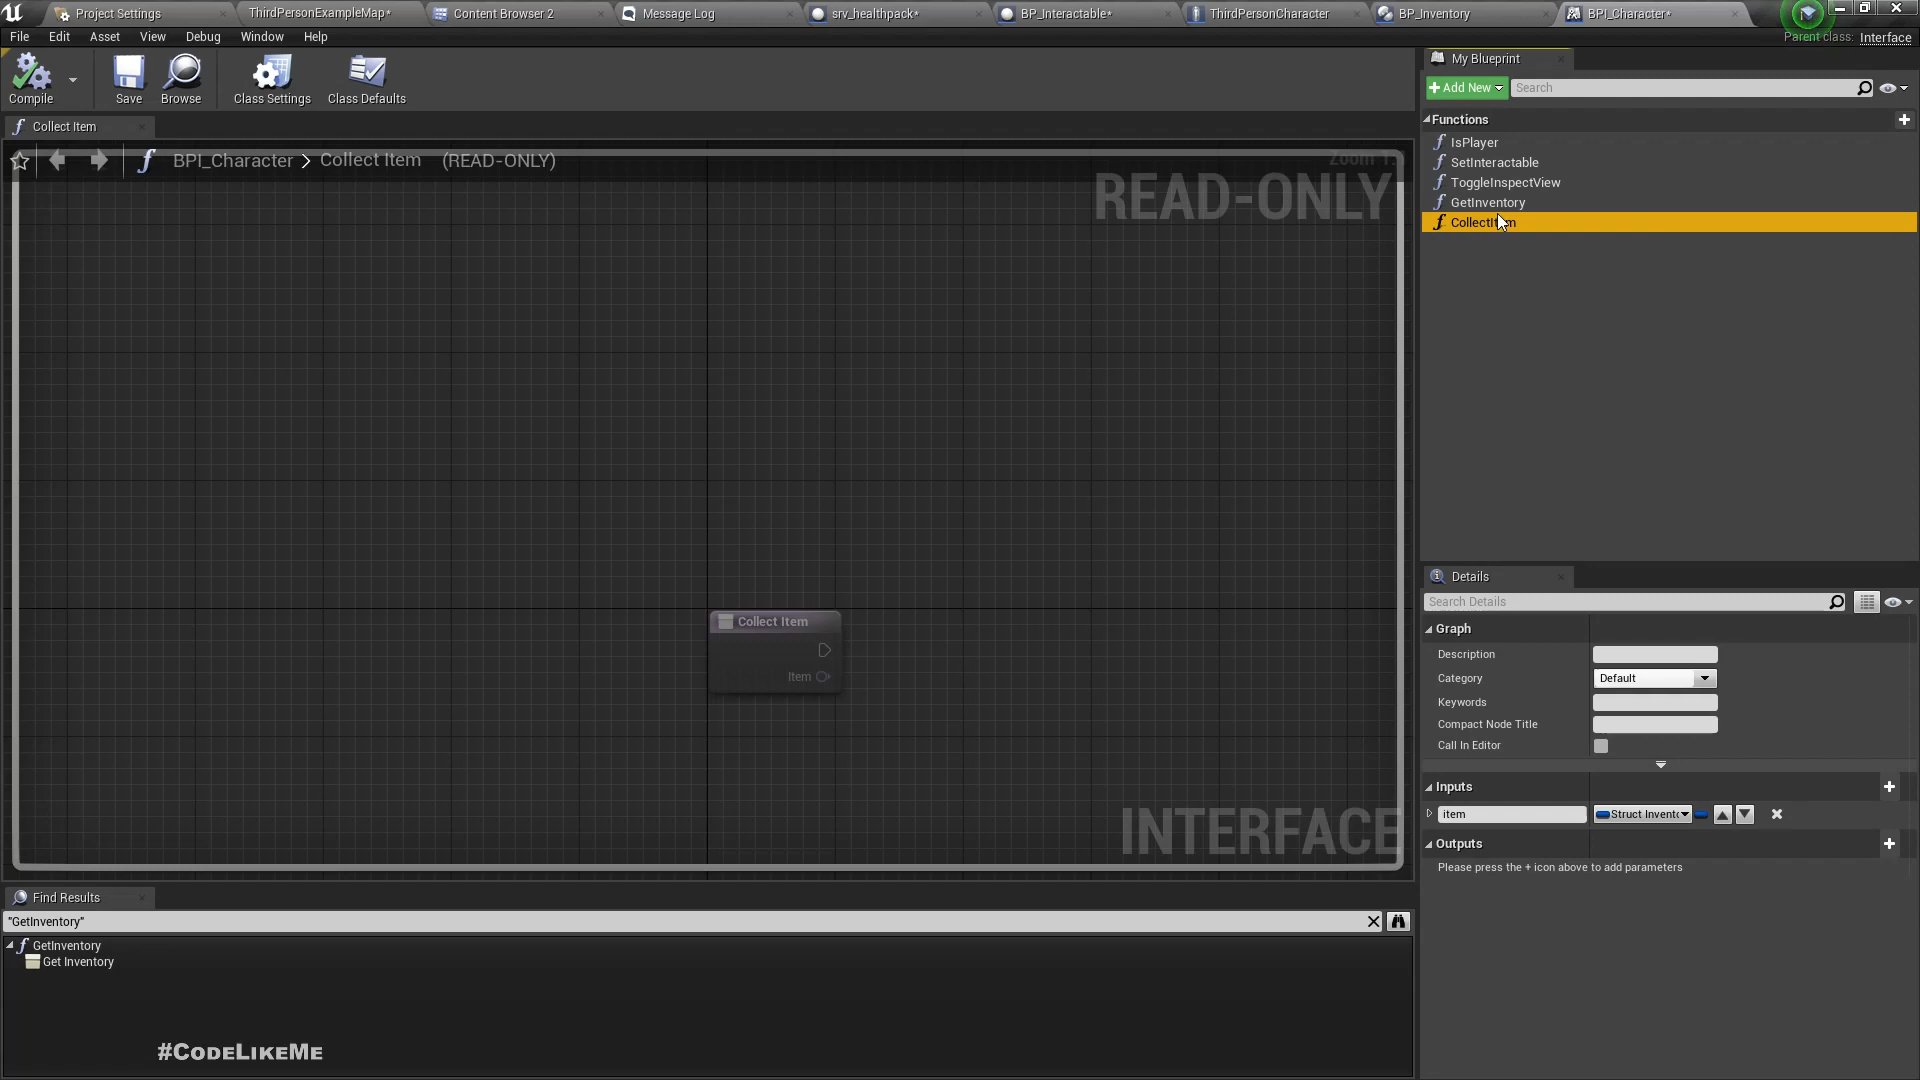 Project Settings
ThirdPersonExampleMap*
Content Browser 2
Message Log
srv_healthpack*
BP_Interactable*
ThirdPersonCharacter
BP_Inventory
BPI_Character*
File Edit Asset View Debug Window Help
Parent class: Interface
Compile
Save
Browse
Class Settings
Class Defaults
My Blueprint
+ Add New
Search
Collect Item
Functions
BPI_Character > Collect Item (READ-ONLY)
READ-ONLY
IsPlayer
SetInteractable
ToggleInspectView
GetInventory
Collect Item
Item
INTERFACE
Details
Search Details
Graph
Description
Category Default
Keywords
Compact Node Title
Call In Editor
Inputs
item Struct Invent
Outputs
Please press the + icon above to add parameters
Find Results
"GetInventory"
GetInventory
Get Inventory
#CodeLikeMe